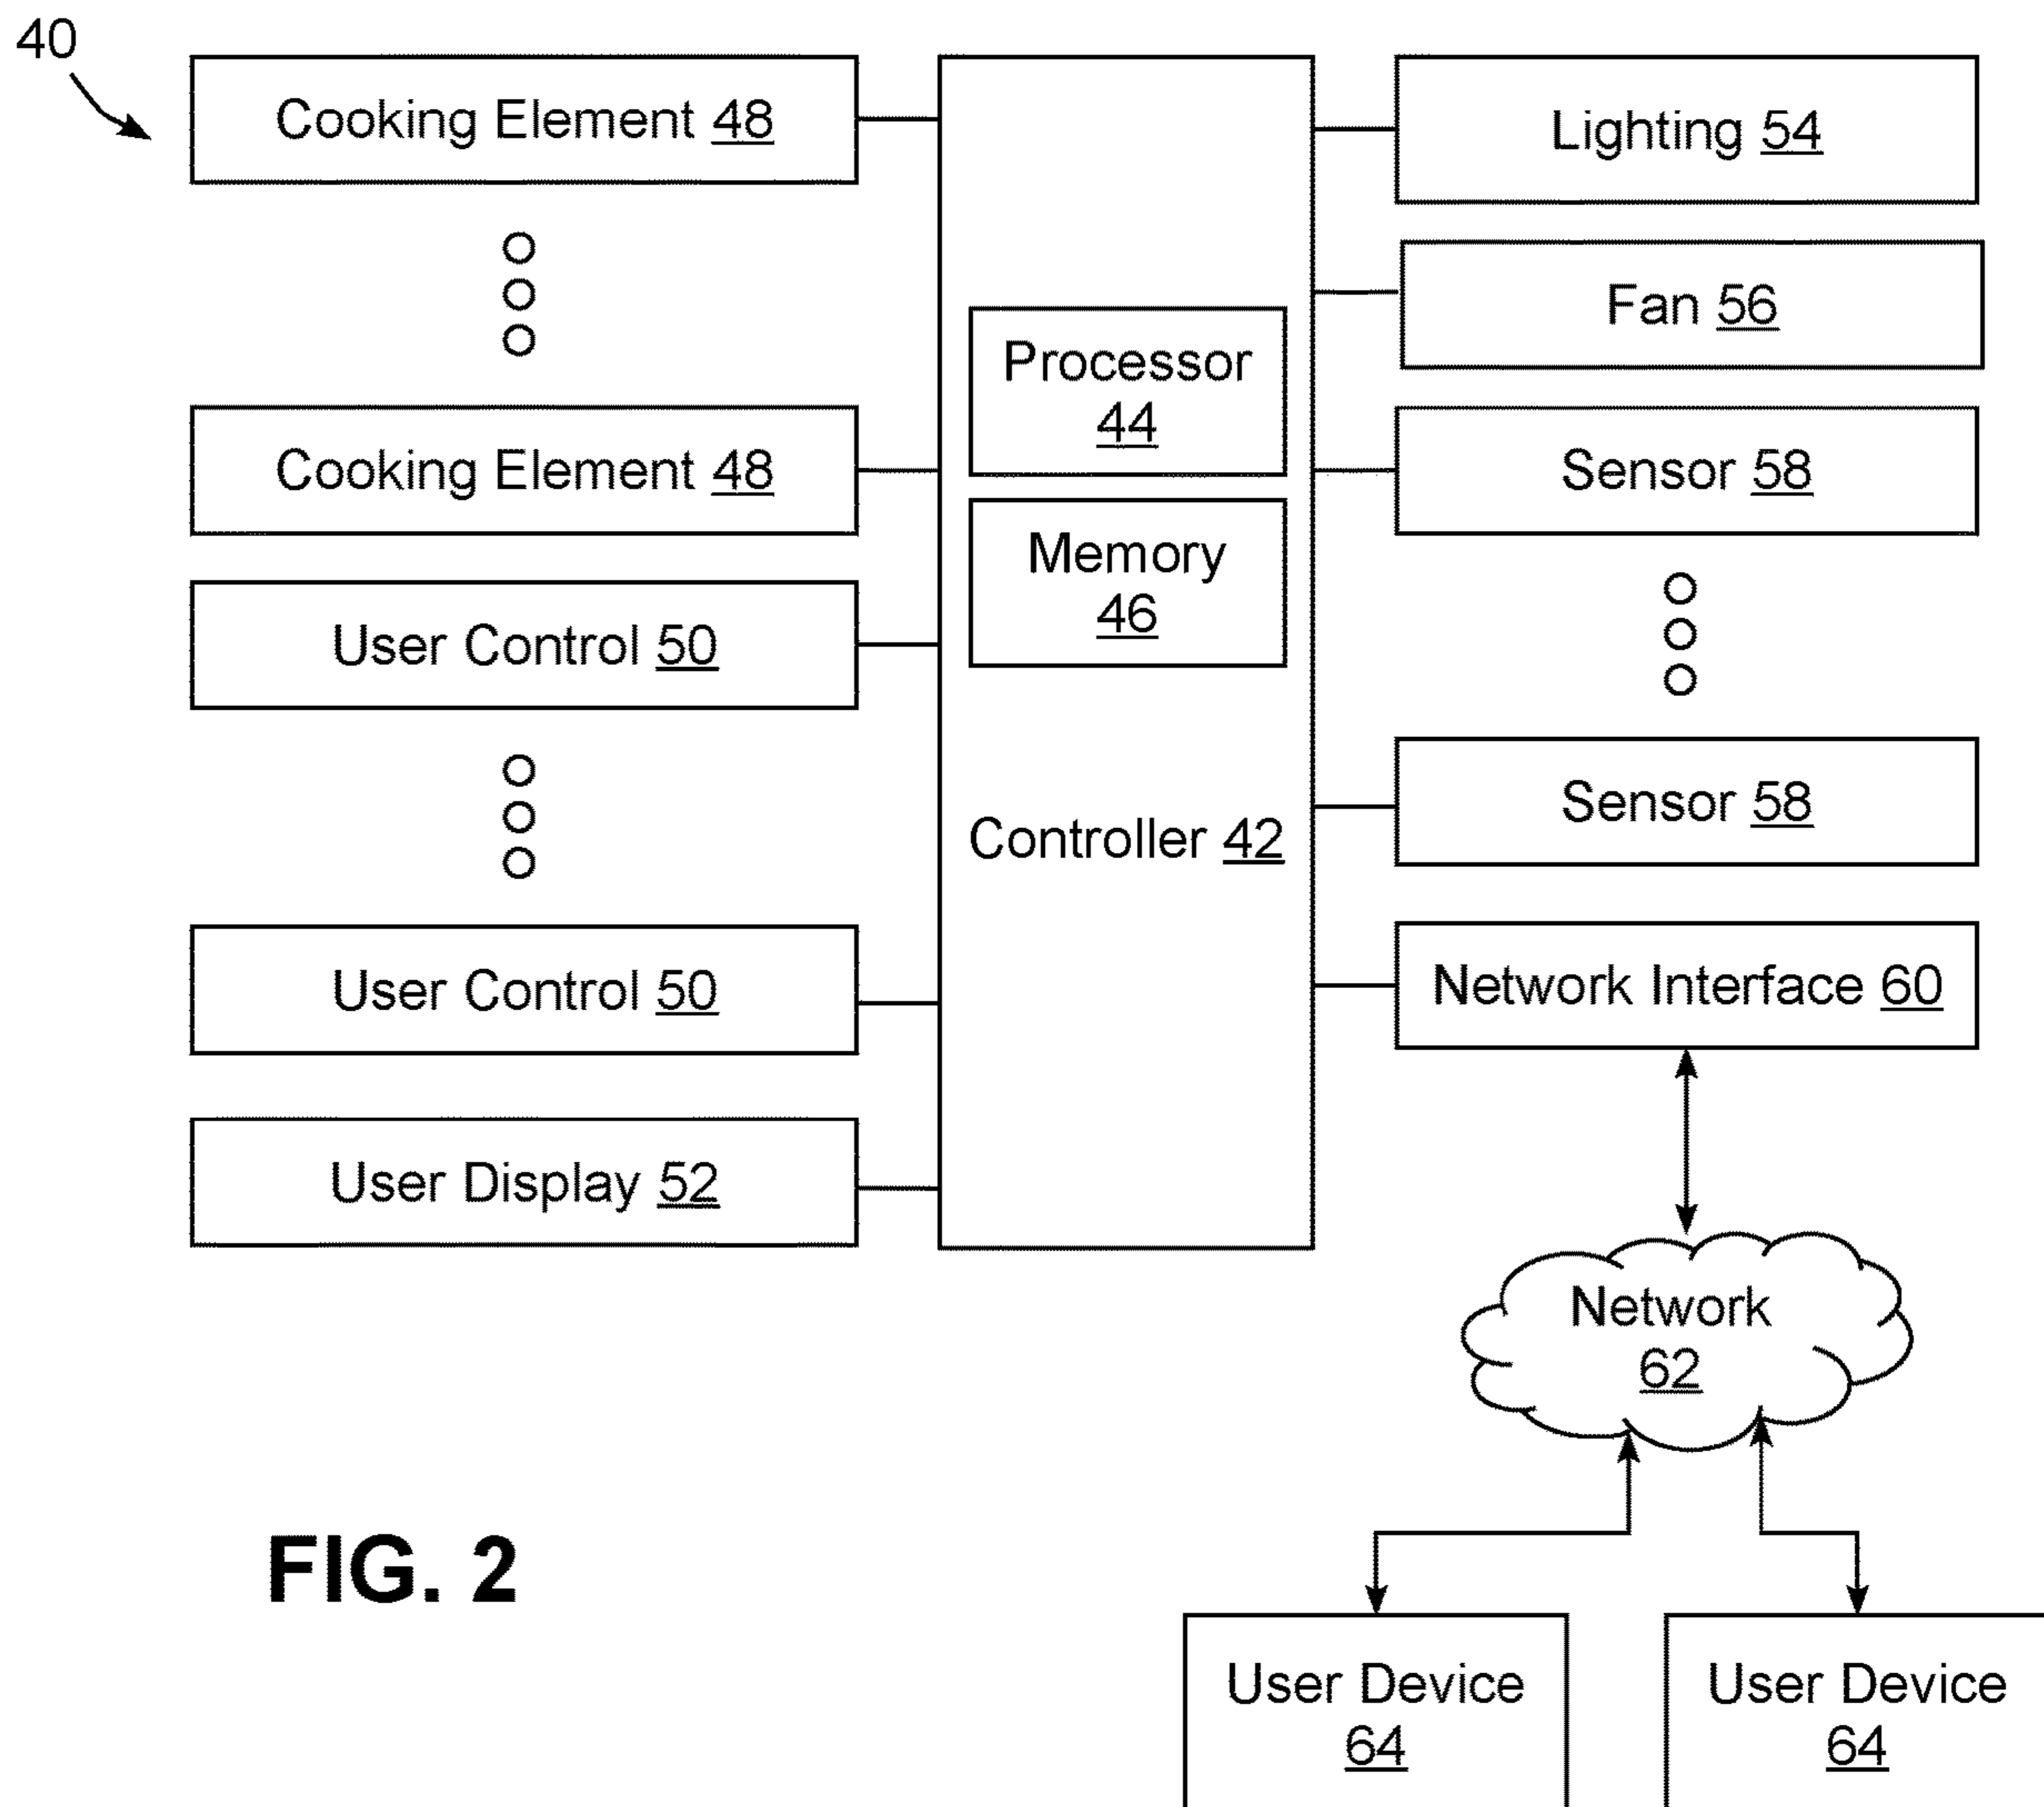 40
Cooking Element 48
Cooking Element 48
User Control 50
User Control 50
User Display 52
Processor
44
Memory
46
Controller 42
Lighting 54
Fan 56
Sensor 58
Sensor 58
Network Interface 60
Network
62
User Device
64
User Device
64
FIG. 2